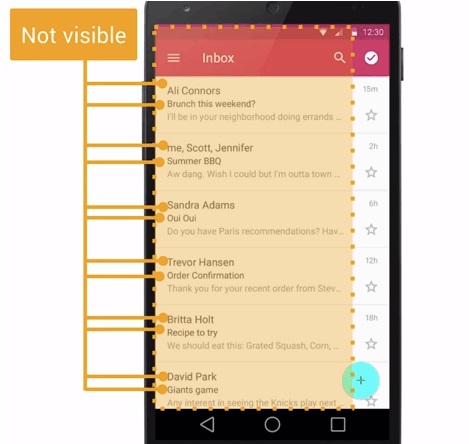 Not visible
12:30
Inbox
Ali Connors 15m
Brunch this weekend?
I'll be in your neighborhood doing errands ...
me, Scott, Jennifer 2h
Summer BBQ
Aw dang. Wish I could but I'm outta town ...
Sandra Adams 6h
Oui Oui
Do you have Paris recommendations? Hav...
Trevor Hansen 12h
Order Confirmation
Thank you for your recent order from Stev...
Britta Holt 18h
Recipe to try
We should eat this: Grated Squash, Corn, ...
David Park
Giants game
Any interest in seeing the Knicks play next ...